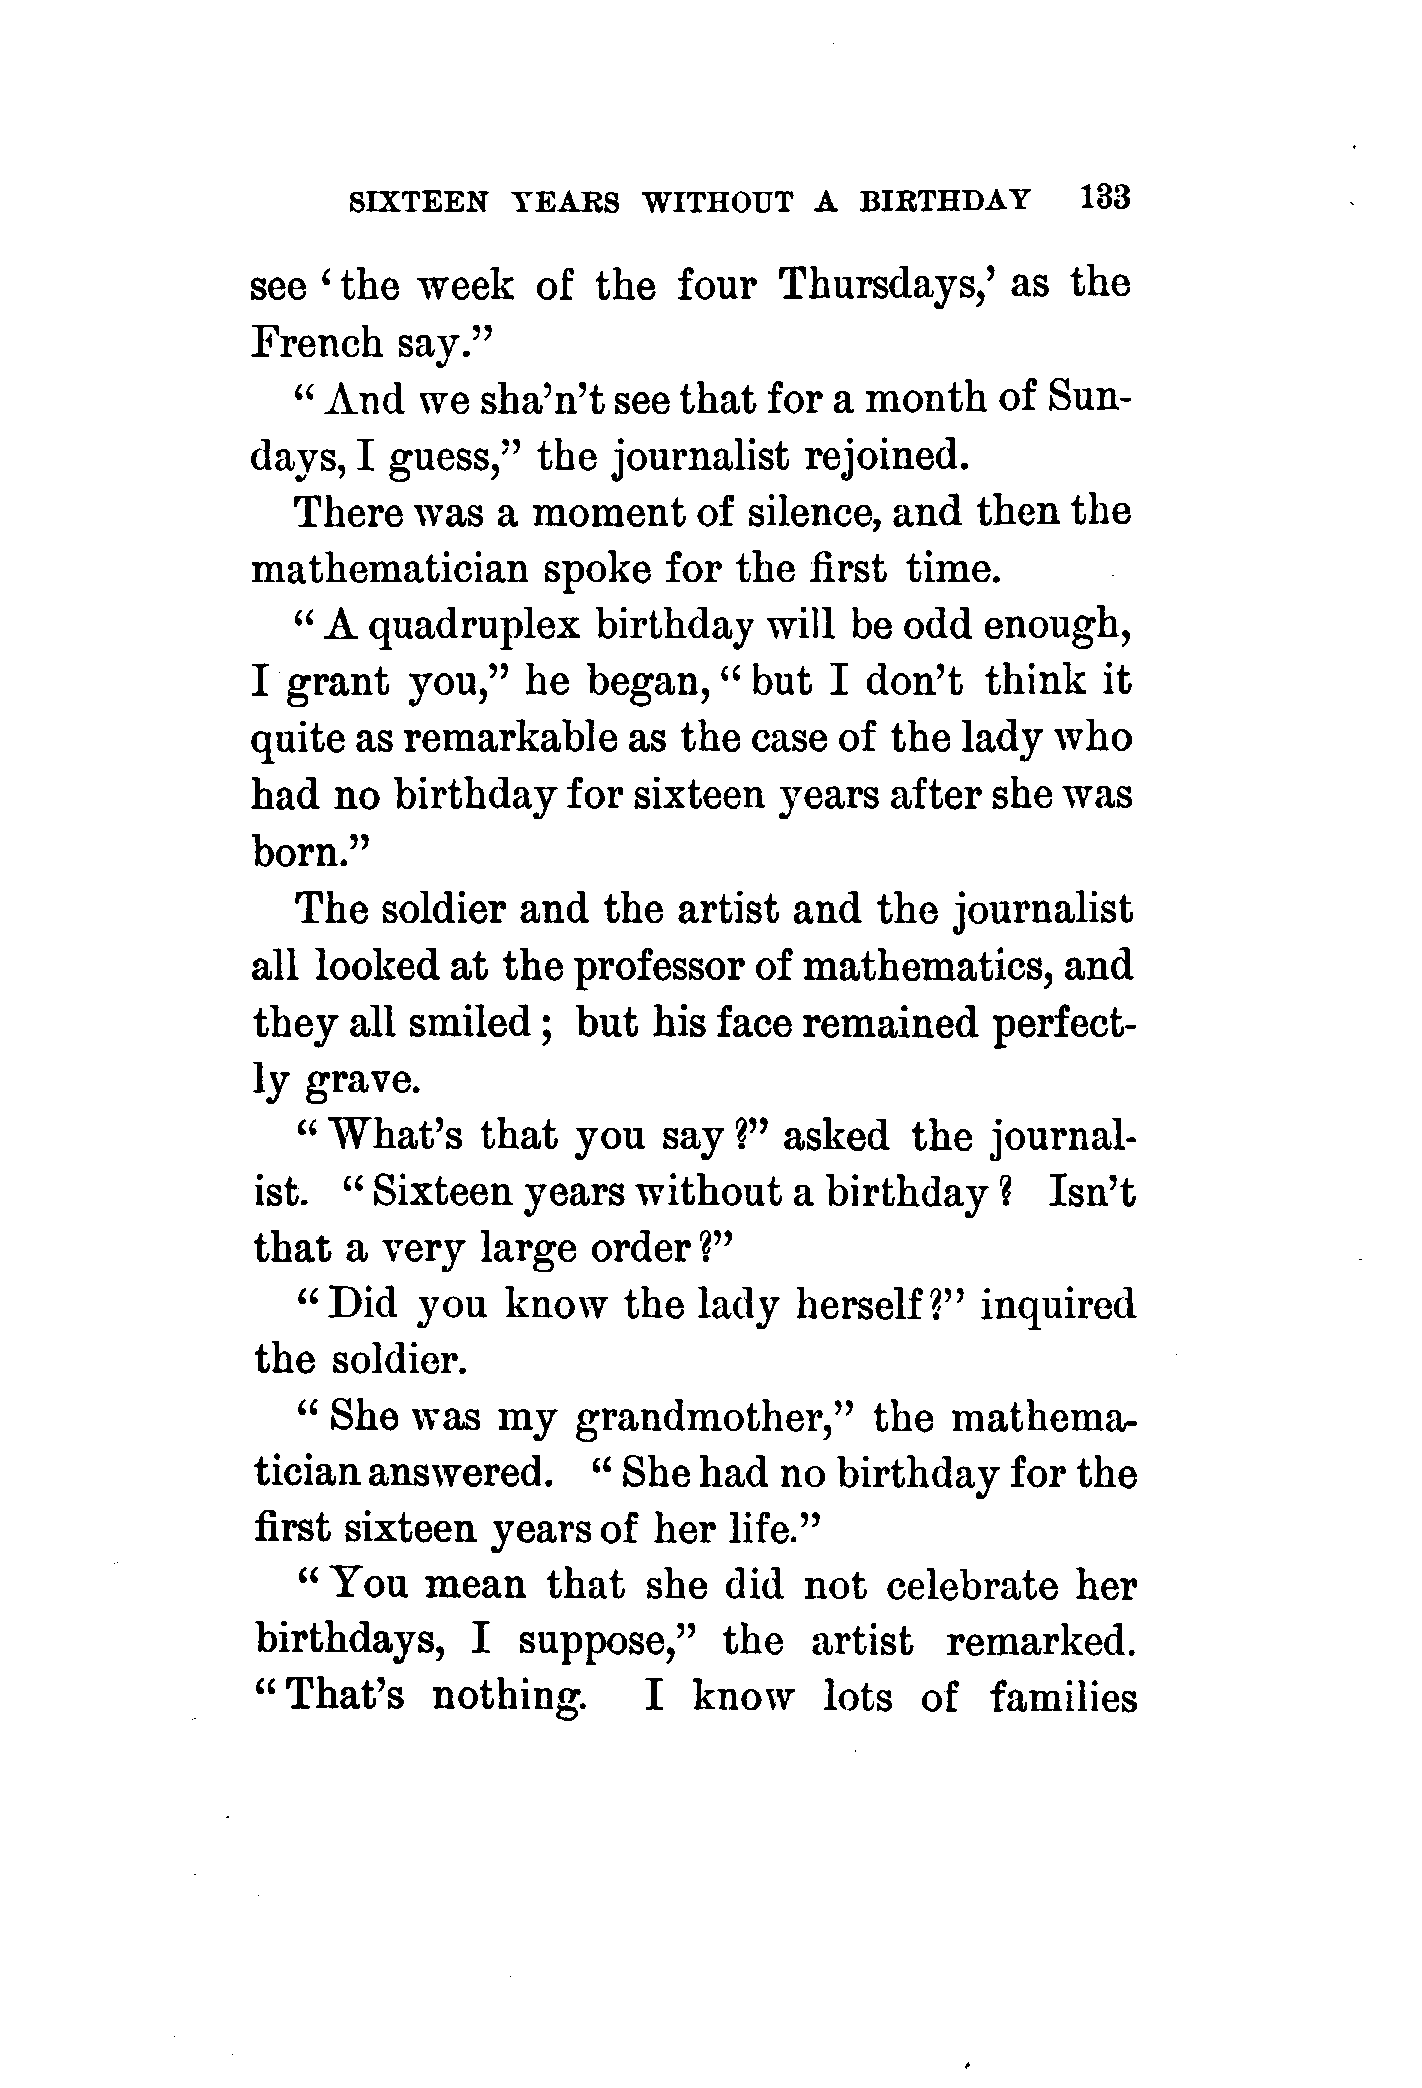 SIXTEEN YEARS WITHOUT A BIRTHDAY 133
see ‘the week of the four Thursdays,’ as the
French say.”
“And we sha’n’t see that for a month of Sun-
days, I guess,” the journalist rejoined.
There was a moment of silence, and then the
mathematician spoke for the first time.
“A quadruplex birthday will be odd enough,
I grant you,” he began, “but I don’t think it
quite as remarkable as the case of the lady who
had no birthday for sixteen years after she was
born.”
The soldier and the artist and the journalist
all looked at the professor of mathematics, and
they all smiled; but his face remained perfect-
ly grave.
“What’s that you say?” asked the journal-
ist. “Sixteen years without a birthday? Isn’t
that a very large order?”
“Did you know the lady herself?” inquired
the soldier.
“She was my grandmother,” the mathema-
tician answered. “She had no birthday for the
first sixteen years of her life.”
“You mean that she did not celebrate her
birthdays, I suppose,” the artist remarked.
“That’s nothing. I know lots of families